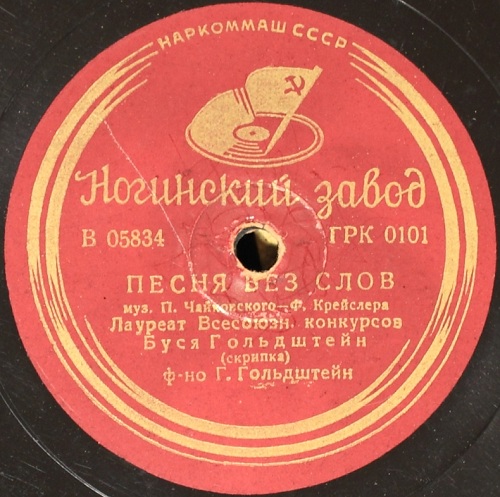 НАРКОММАШ СССР
Ногинский завод
В 05834 ГРК 0101
ПЕСНЯ БЕЗ СЛОВ
муз. П. Чайковского—Ф. Крейслера
Лауреат Всесоюзн. конкурсов
Буся Гольдштейн
(скрипка)
ф-но Г. Гольдштейн